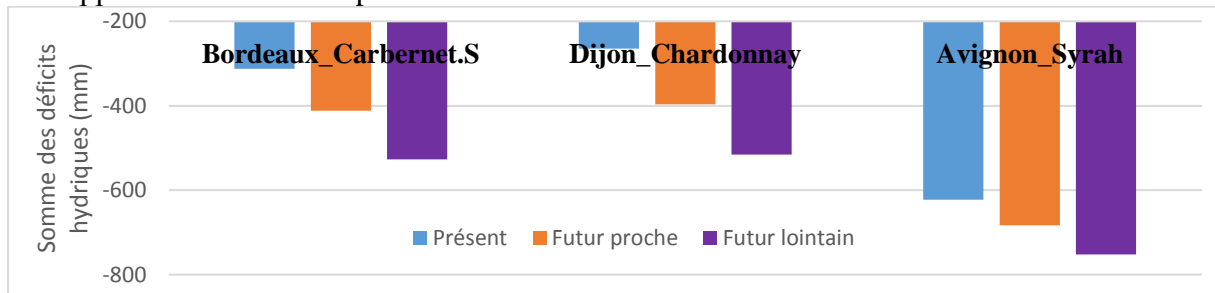 -200
Bordeaux_Carbernet.S Dijon_Chardonnay Avignon_Syrah
Somme des déficits
hydriques (mm)
-400
-600
Présent Futur proche Futur lointain
-800